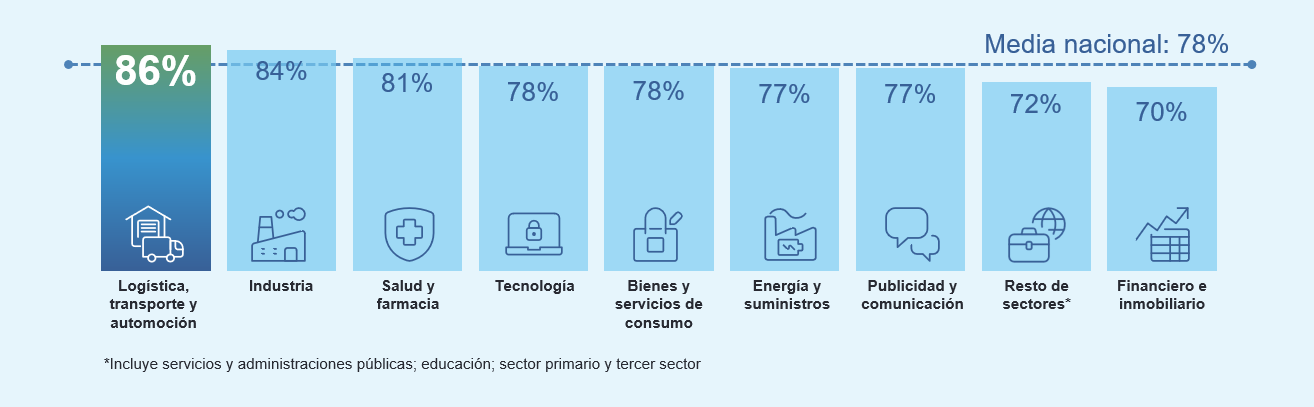 Media nacional: 78%
86%
84%
81%
78%
78%
77%
77%
72%
70%
Logística,
transporte y
automoción
Industria
Salud y
farmacia
Tecnología
Bienes y
servicios de
consumo
Energía y
suministros
Publicidad y
comunicación
Resto de
sectores*
Financiero e
inmobiliario
*Incluye servicios y administraciones públicas; educación; sector primario y tercer sector